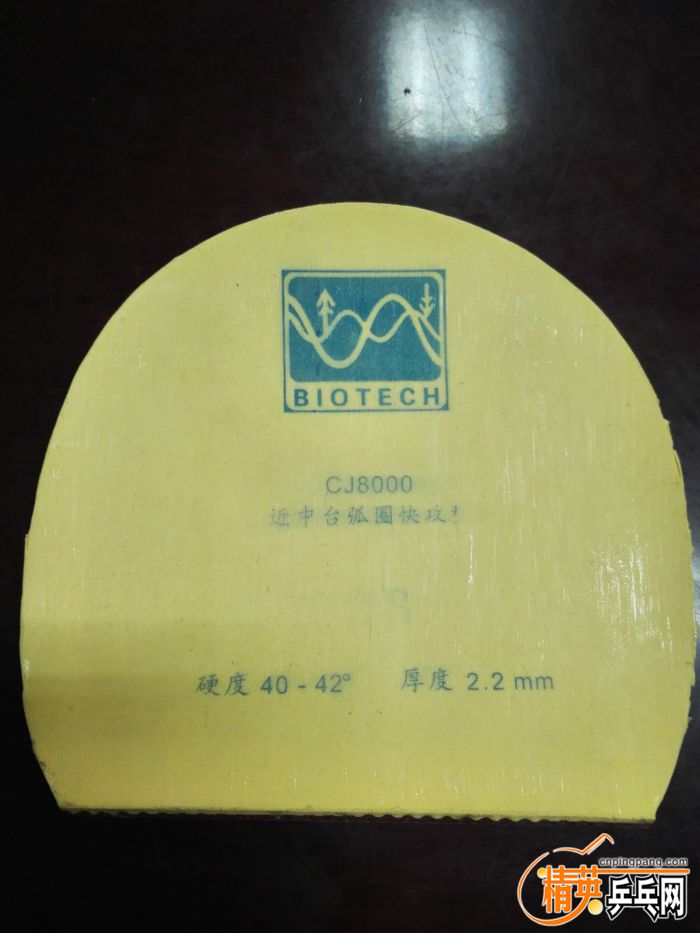 BIOTECH
CJ8000
近中台弧圈快攻型
硬度 40 - 42° 厚度 2.2 mm
cnpingpang.com
精英乒乓网